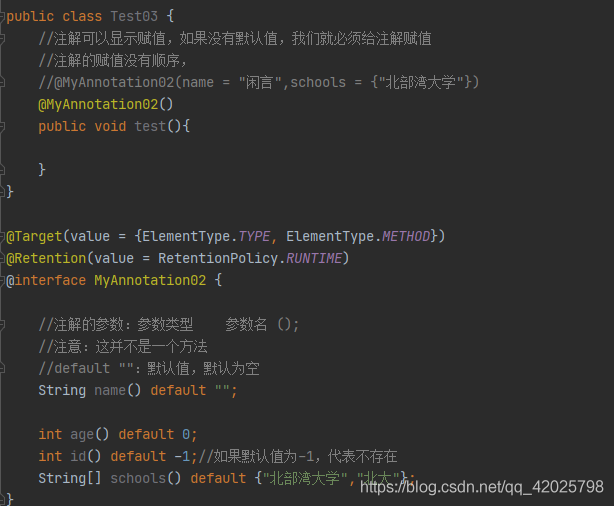 public class Test03 {
//注解可以显示赋值，如果没有默认值，我们就必须给注解赋值
//注解的赋值没有顺序，
//@MyAnnotation02(name = "闲言",schools = {"北部湾大学"})
@MyAnnotation02()
public void test(){
}
}
@Target(value = {ElementType.TYPE, ElementType.METHOD})
@Retention(value = RetentionPolicy.RUNTIME)
@interface MyAnnotation02 {
//注解的参数：参数类型    参数名 ();
//注意：这并不是一个方法
//default ""：默认值，默认为空
String name() default "";
int age() default 0;
int id() default -1;//如果默认值为-1，代表不存在
String[] schools() default {"北部湾大学","北大"};
}
https://blog.csdn.net/qq_42025798